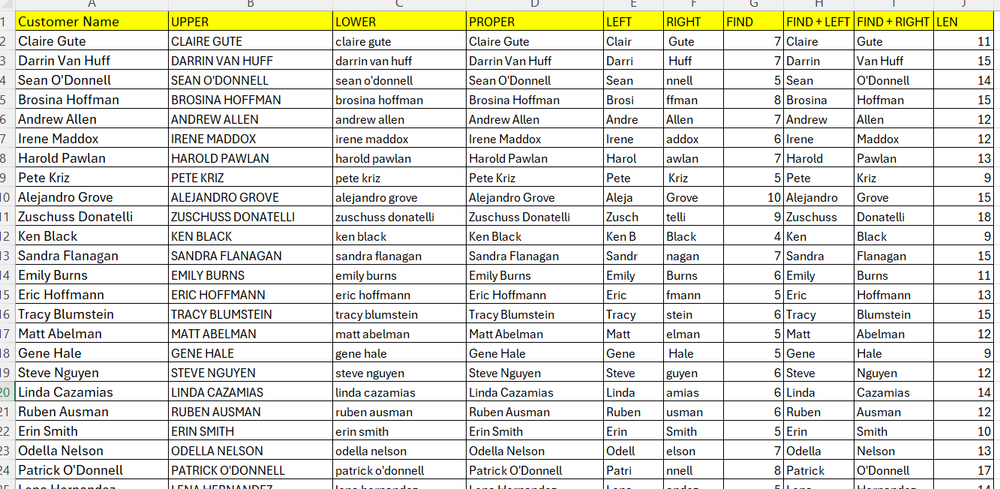 A B C D E F G H I J
1 Customer Name UPPER LOWER PROPER LEFT RIGHT FIND FIND + LEFT FIND + RIGHT LEN
2 Claire Gute CLAIRE GUTE claire gute Claire Gute Clair Gute 7 Claire Gute 11
3 Darrin Van Huff DARRIN VAN HUFF darrin van huff Darrin Van Huff Darri Huff 7 Darrin Van Huff 15
4 Sean O'Donnell SEAN O'DONNELL sean o'donnell Sean O'Donnell Sean nnell 5 Sean O'Donnell 14
5 Brosina Hoffman BROSINA HOFFMAN brosina hoffman Brosina Hoffman Brosi ffman 8 Brosina Hoffman 15
6 Andrew Allen ANDREW ALLEN andrew allen Andrew Allen Andre Allen 7 Andrew Allen 12
7 Irene Maddox IRENE MADDOX irene maddox Irene Maddox Irene addox 6 Irene Maddox 12
8 Harold Pawlan HAROLD PAWLAN harold pawlan Harold Pawlan Harol awlan 7 Harold Pawlan 13
9 Pete Kriz PETE KRIZ pete kriz Pete Kriz Pete Kriz 5 Pete Kriz 9
10 Alejandro Grove ALEJANDRO GROVE alejandro grove Alejandro Grove Aleja Grove 10 Alejandro Grove 15
11 Zuschuss Donatelli ZUSCHUSS DONATELLI zuschuss donatelli Zuschuss Donatelli Zusch telli 9 Zuschuss Donatelli 18
12 Ken Black KEN BLACK ken black Ken Black Ken B Black 4 Ken Black 9
13 Sandra Flanagan SANDRA FLANAGAN sandra flanagan Sandra Flanagan Sandr nagan 7 Sandra Flanagan 15
14 Emily Burns EMILY BURNS emily burns Emily Burns Emily Burns 6 Emily Burns 11
15 Eric Hoffmann ERIC HOFFMANN eric hoffmann Eric Hoffmann Eric fmann 5 Eric Hoffmann 13
16 Tracy Blumstein TRACY BLUMSTEIN tracy blumstein Tracy Blumstein Tracy stein 6 Tracy Blumstein 15
17 Matt Abelman MATT ABELMAN matt abelman Matt Abelman Matt elman 5 Matt Abelman 12
18 Gene Hale GENE HALE gene hale Gene Hale Gene Hale 5 Gene Hale 9
19 Steve Nguyen STEVE NGUYEN steve nguyen Steve Nguyen Steve guyen 6 Steve Nguyen 12
20 Linda Cazamias LINDA CAZAMIAS linda cazamias Linda Cazamias Linda amias 6 Linda Cazamias 14
21 Ruben Ausman RUBEN AUSMAN ruben ausman Ruben Ausman Ruben usman 6 Ruben Ausman 12
22 Erin Smith ERIN SMITH erin smith Erin Smith Erin Smith 5 Erin Smith 10
23 Odella Nelson ODELLA NELSON odella nelson Odella Nelson Odell elson 7 Odella Nelson 13
24 Patrick O'Donnell PATRICK O'DONNELL patrick o'donnell Patrick O'Donnell Patri nnell 8 Patrick O'Donnell 17